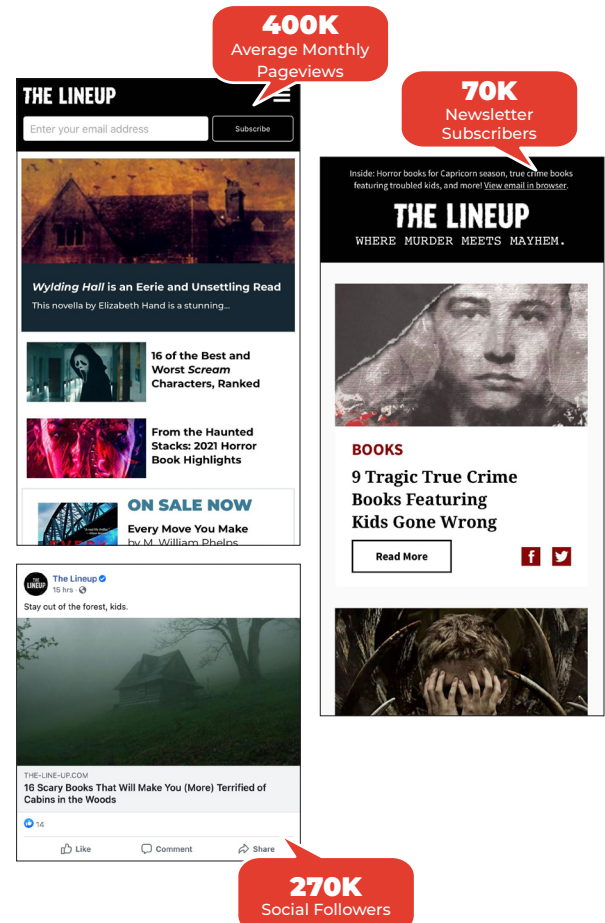 400K
Average Monthly
Pageviews
THE LINEUP
Enter your email address
Subscribe
Wylding Hall is an Eerie and Unsettling Read
This novella by Elizabeth Hand is a stunning...
16 of the Best and
Worst Scream
Characters, Ranked
From the Haunted
Stacks: 2021 Horror
Book Highlights
ON SALE NOW
Every Move You Make
by M. William Phelps
70K
Newsletter
Subscribers
Inside: Horror books for Capricorn season, true crime books
featuring troubled kids, and more! View email in browser.
THE LINEUP
WHERE MURDER MEETS MAYHEM.
BOOKS
9 Tragic True Crime
Books Featuring
Kids Gone Wrong
Read More
THE
LINEUP
The Lineup
15 hrs ·
Stay out of the forest, kids.
THE-LINE-UP.COM
16 Scary Books That Will Make You (More) Terrified of
Cabins in the Woods
14
Like
Comment
Share
270K
Social Followers